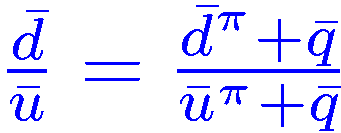 d̄/ū = (d̄^π + q̄)/(ū^π + q̄)